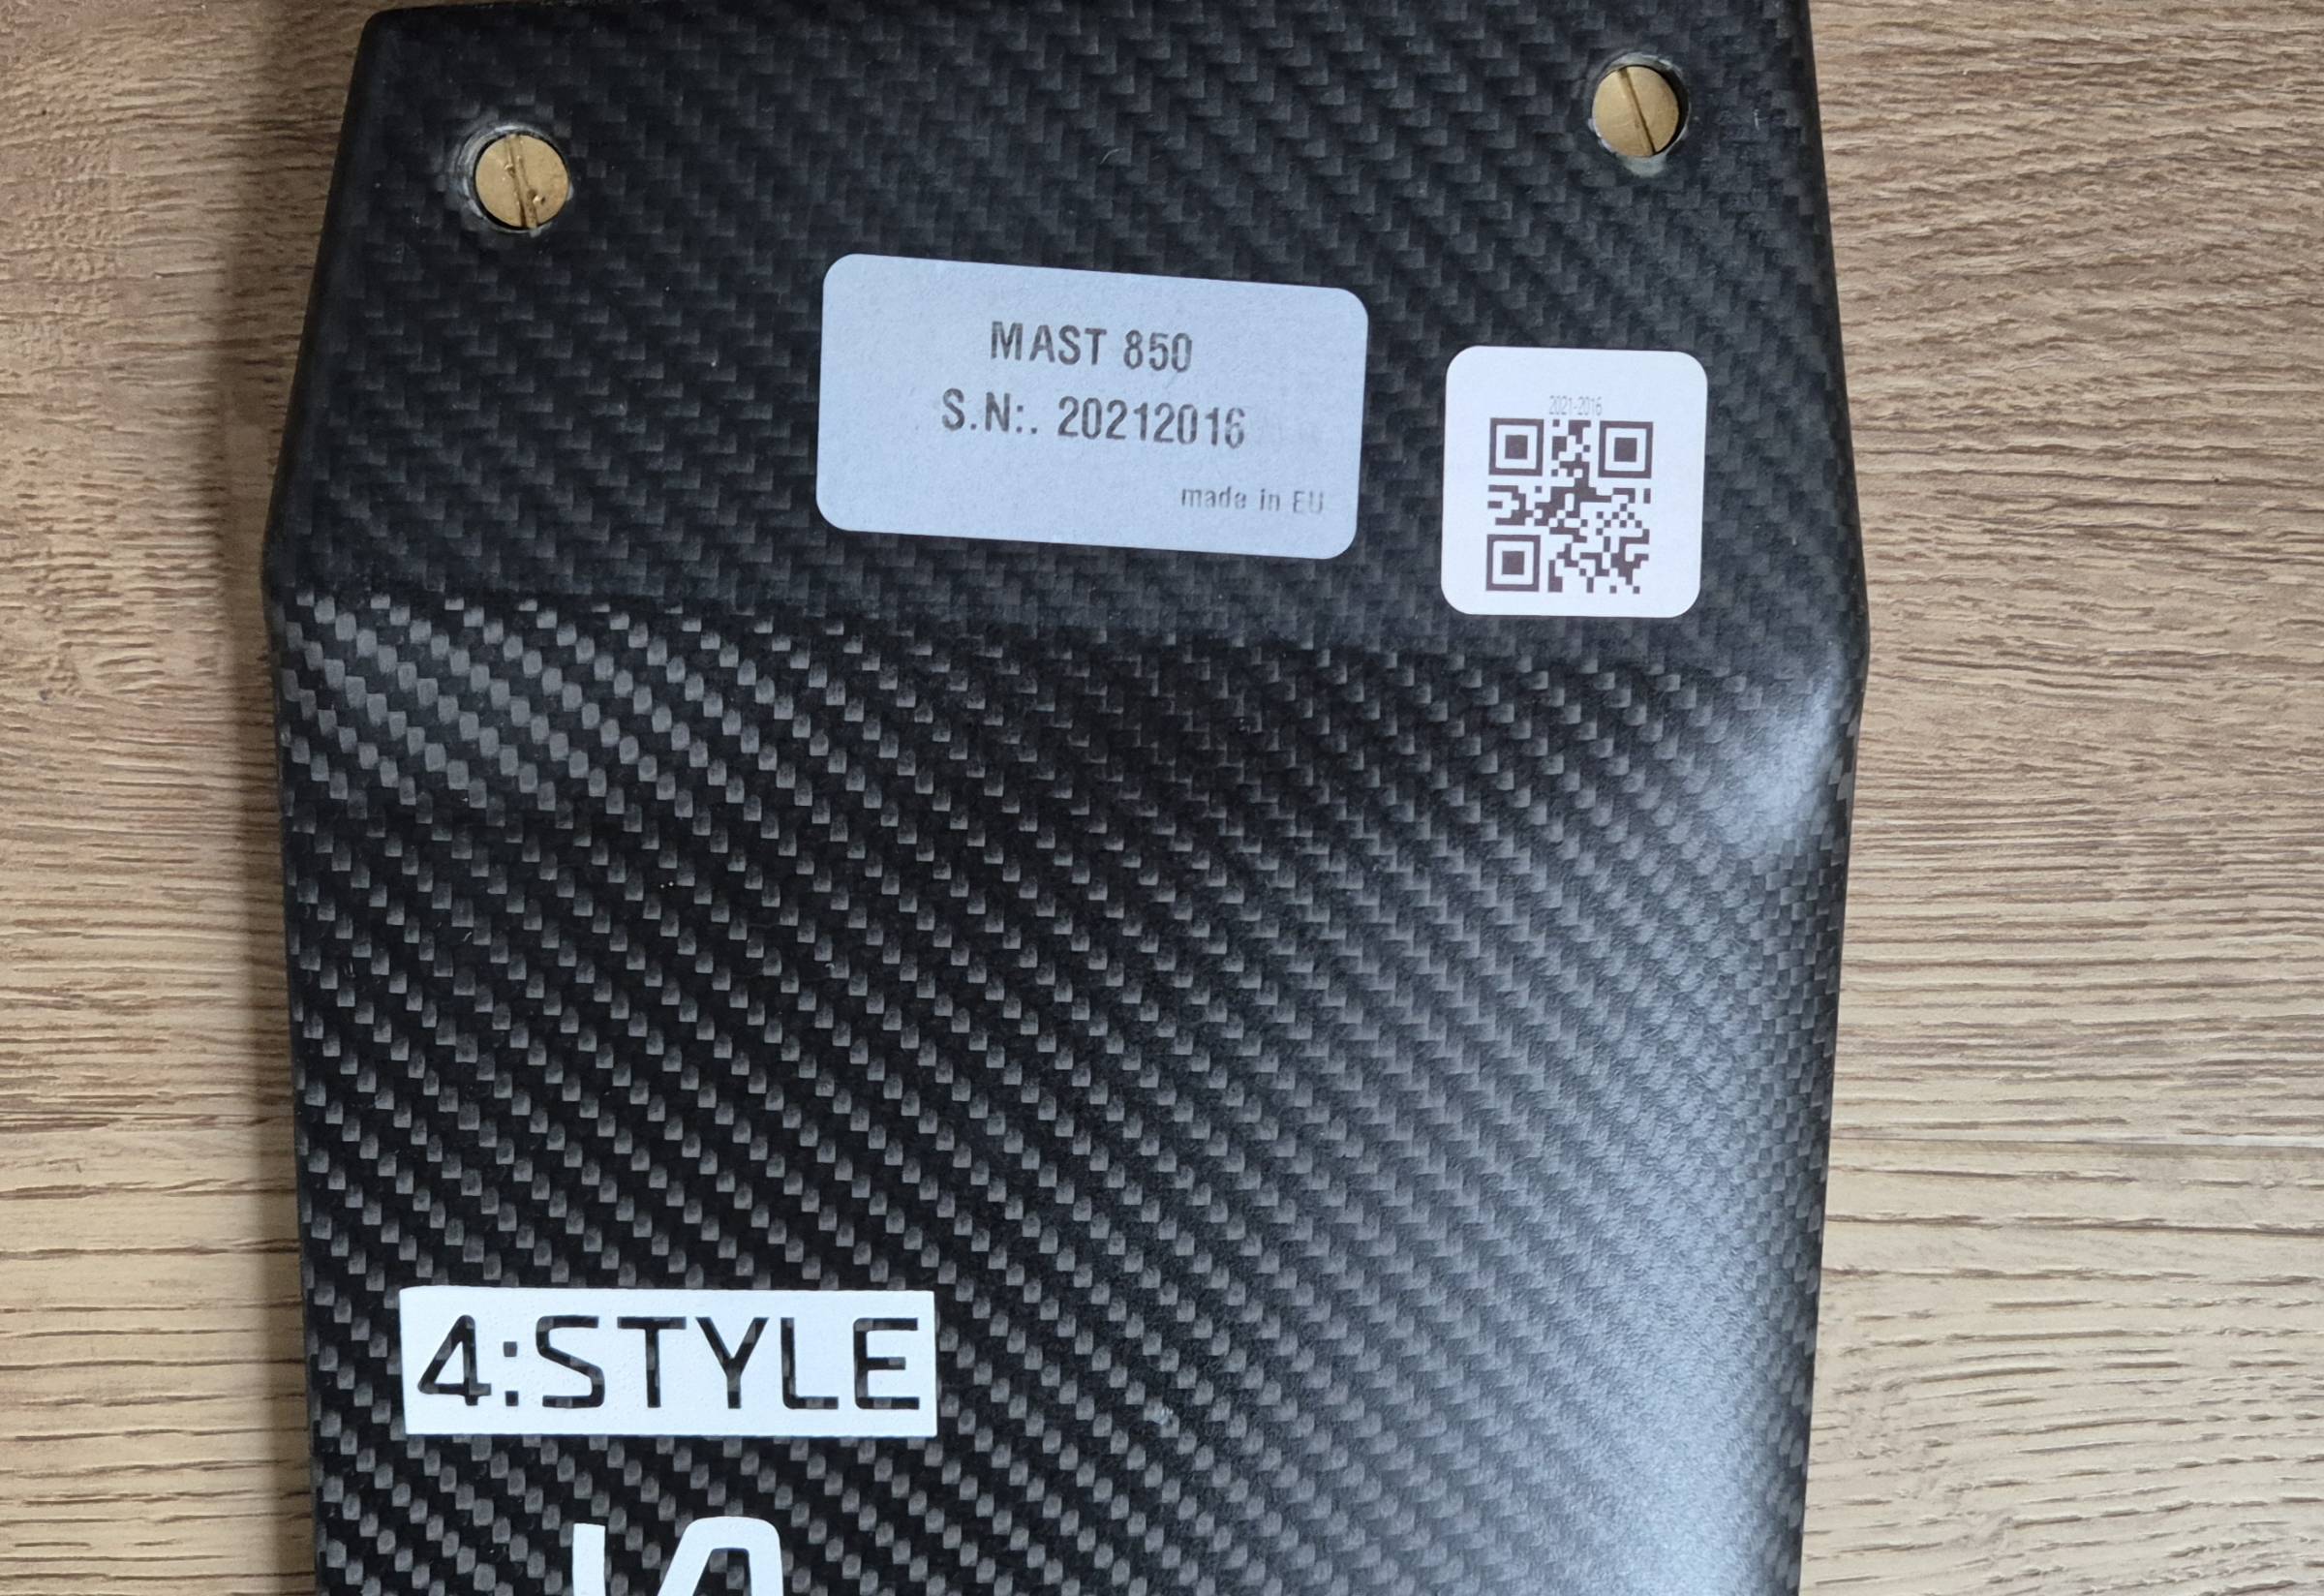 MAST 850
S.N:. 20212016
made in EU
2021-2016
4:STYLE